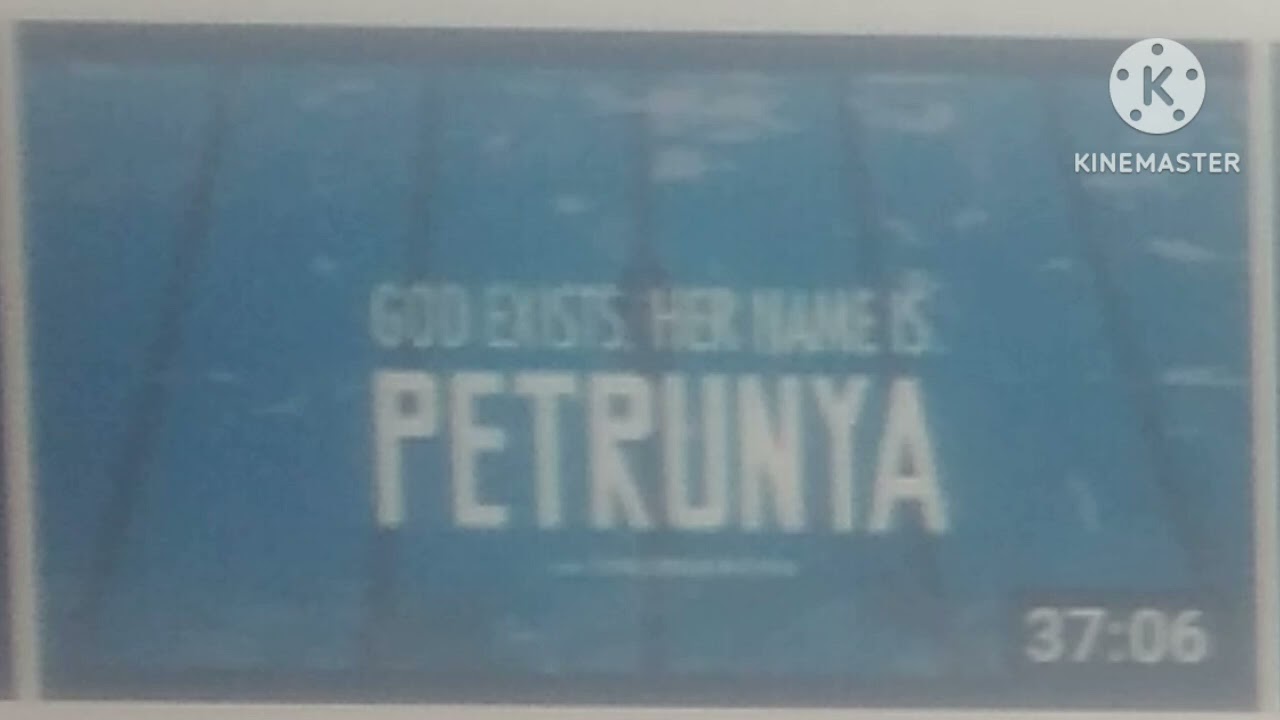 K
KINEMASTER
GOD EXISTS, HER NAME IS
PETRUNYA
37:06